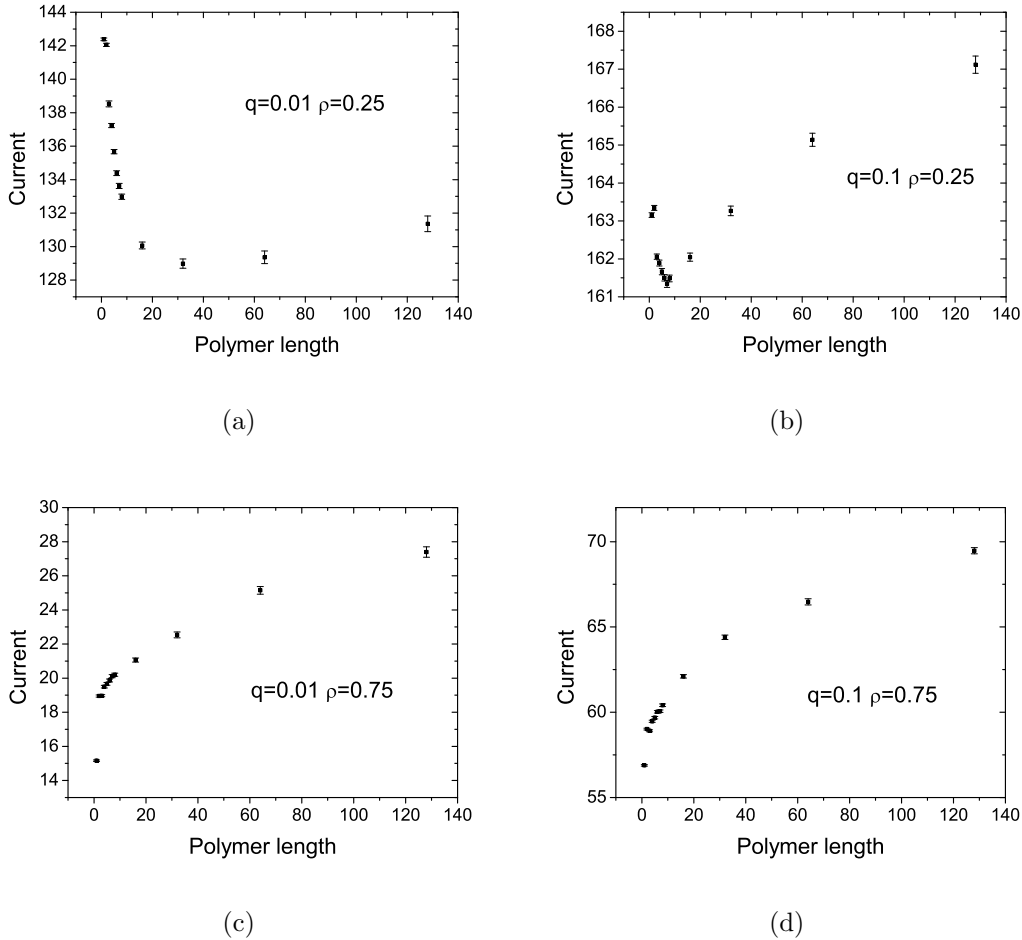 144
142
140
138
136
134
132
130
128
0 20 40 60 80 100 120 140
Current
Polymer length
q=0.01 ρ=0.25
(a)
168
167
166
165
164
163
162
161
0 20 40 60 80 100 120 140
Current
Polymer length
q=0.1 ρ=0.25
(b)
30
28
26
24
22
20
18
16
14
0 20 40 60 80 100 120 140
Current
Polymer length
q=0.01 ρ=0.75
(c)
70
65
60
55
0 20 40 60 80 100 120 140
Current
Polymer length
q=0.1 ρ=0.75
(d)